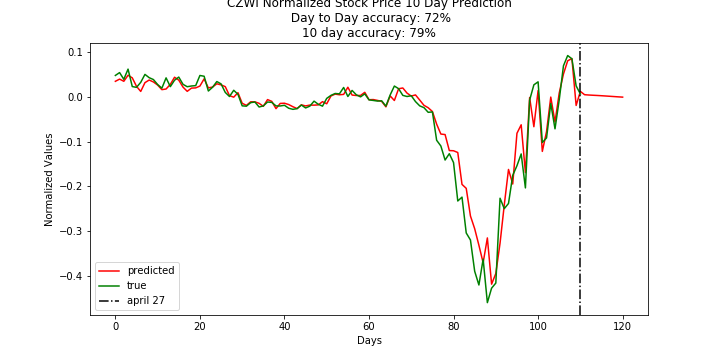 CZWI Normalized Stock Price 10 Day Prediction
Day to Day accuracy: 72%
10 day accuracy: 79%
0.1
0.0
−0.1
−0.2
−0.3
−0.4
Normalized Values
predicted
true
april 27
0
20
40
60
80
100
120
Days